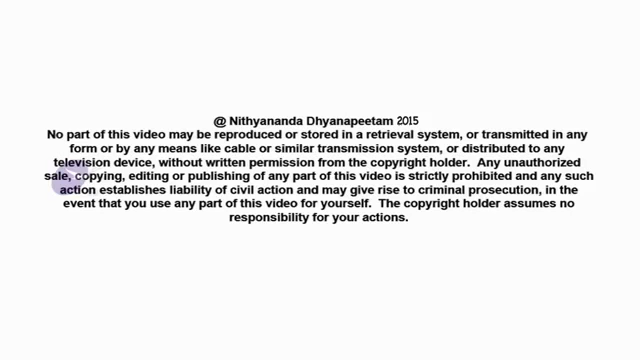 @ Nithyananda Dhyanapeetam 2015
No part of this video may be reproduced or stored in a retrieval system, or transmitted in any
form or by any means like cable or similar transmission system, or distributed to any
television device, without written permission from the copyright holder.  Any unauthorized
sale, copying, editing or publishing of any part of this video is strictly prohibited and any such
action establishes liability of civil action and may give rise to criminal prosecution, in the
event that you use any part of this video for yourself.  The copyright holder assumes no
responsibility for your actions.